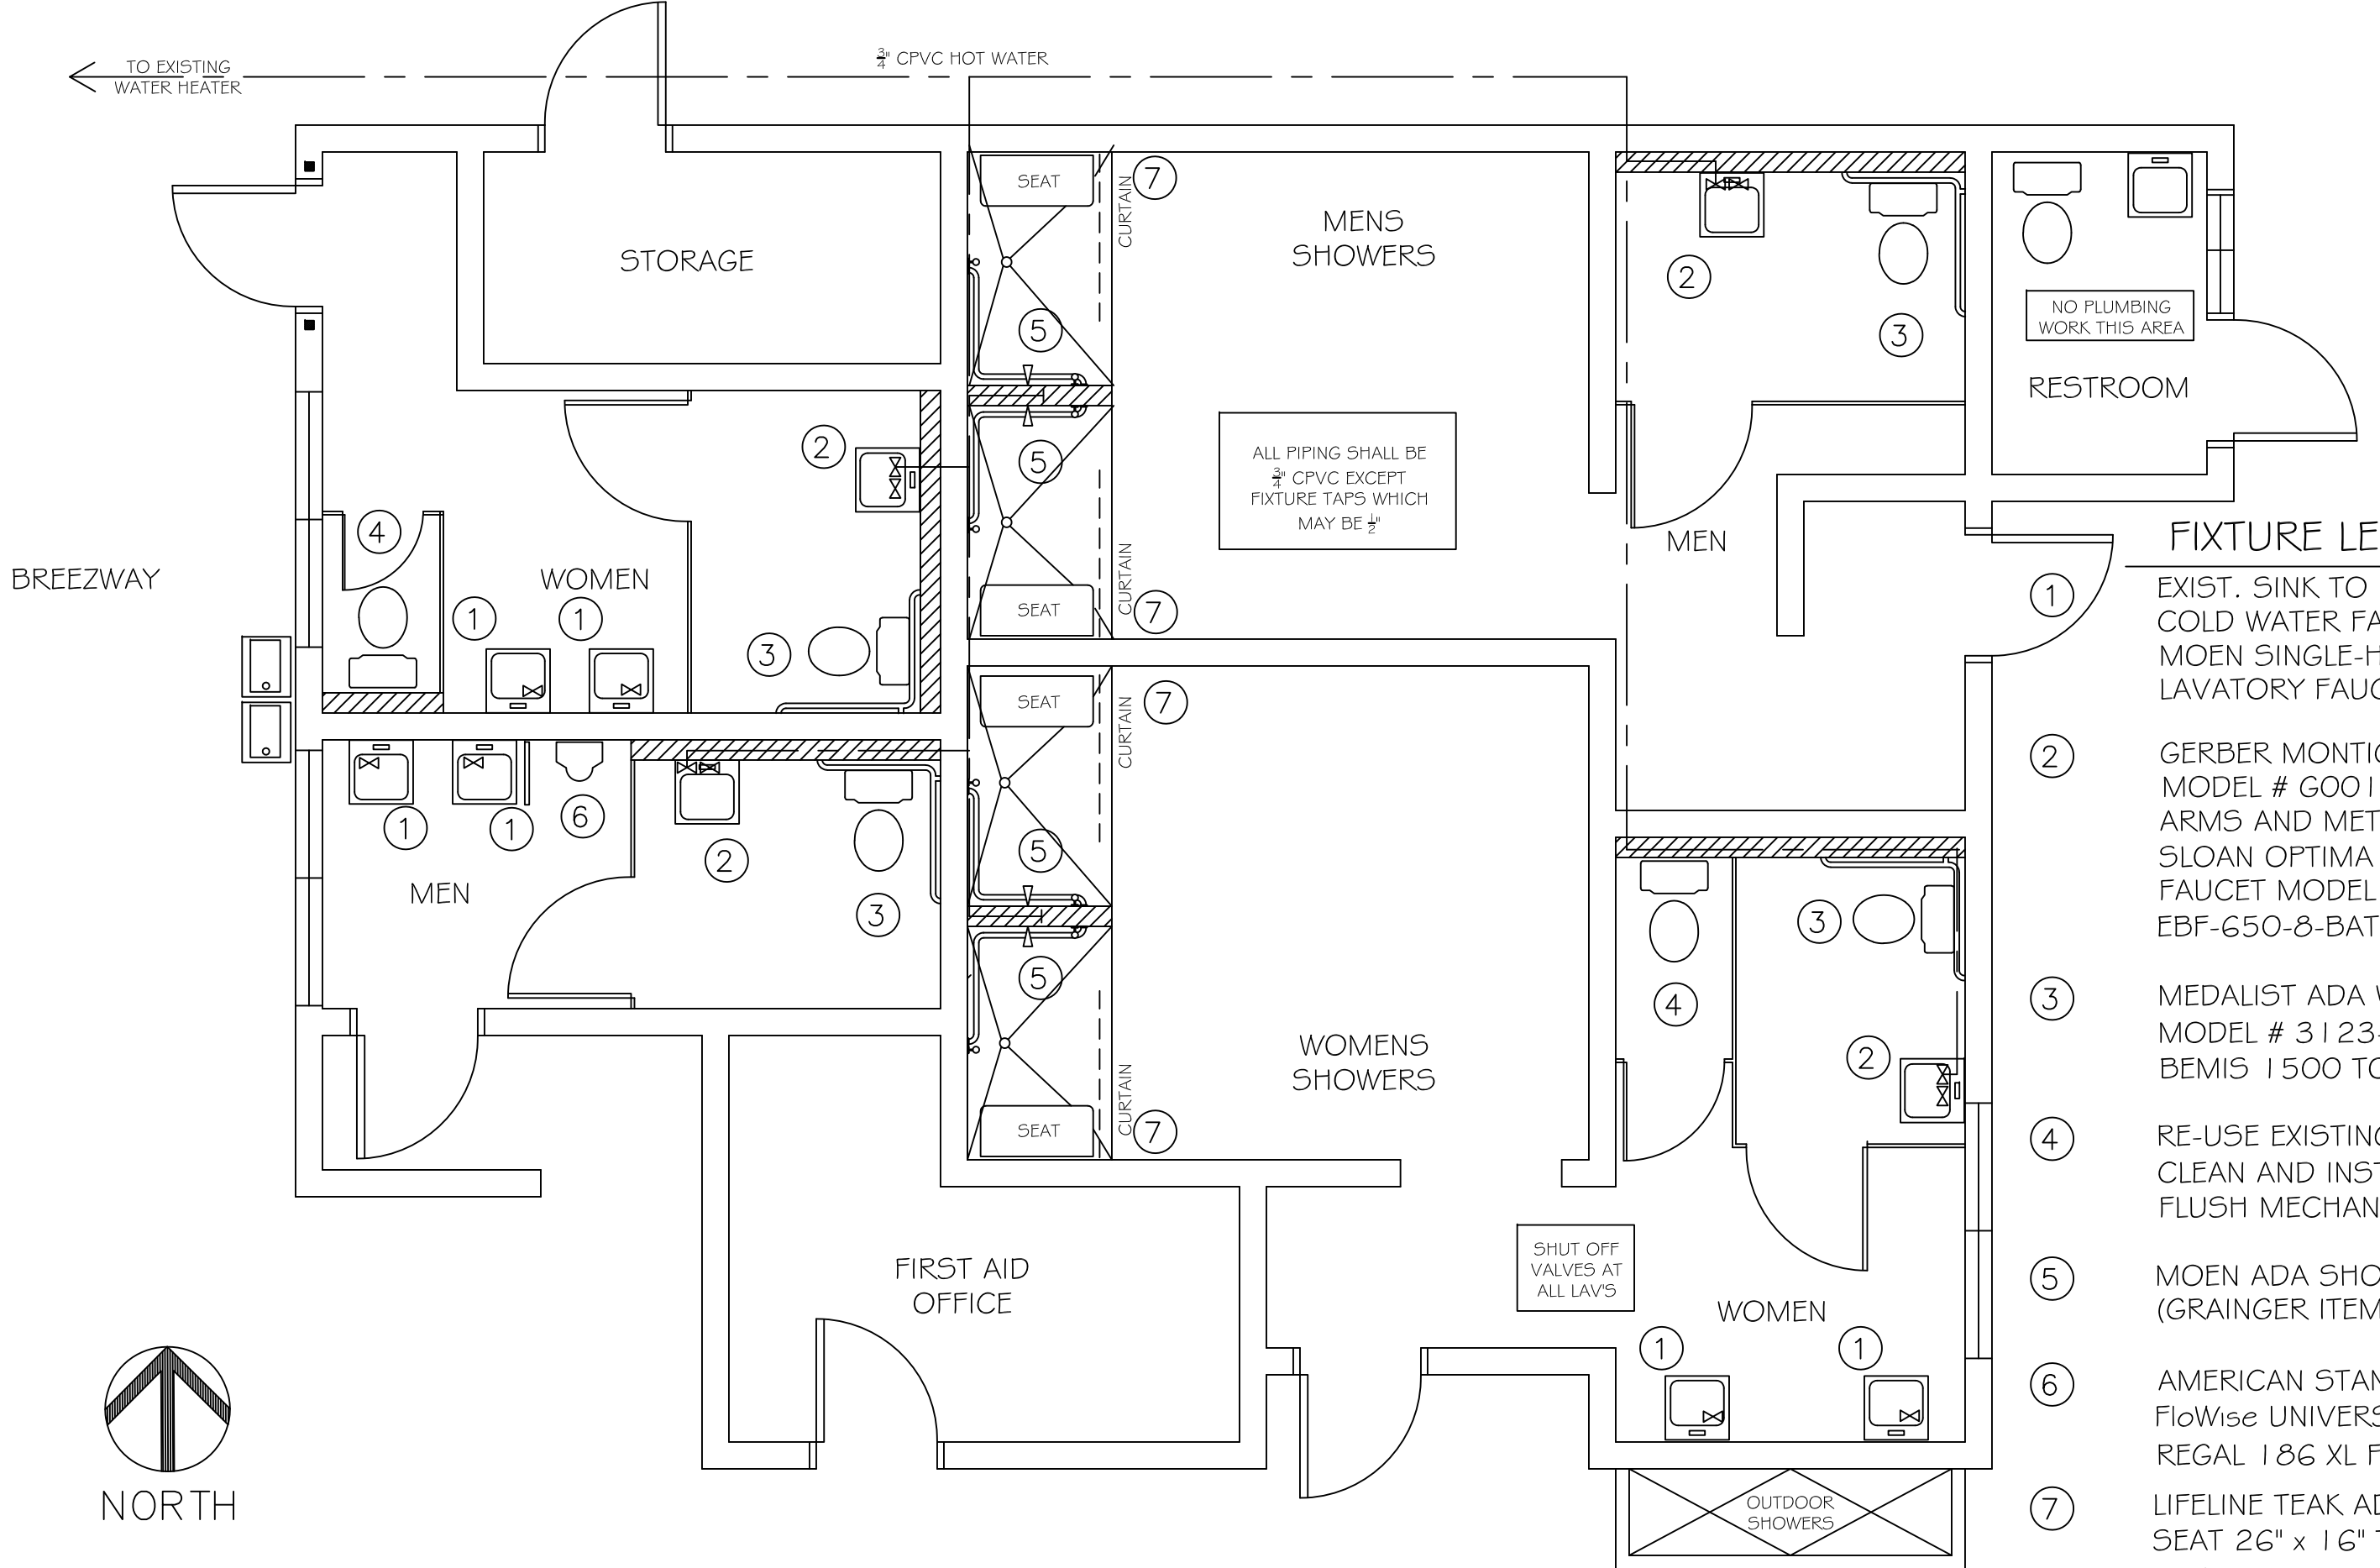 TO EXISTING
WATER HEATER
3/4" CPVC HOT WATER
SEAT
CURTAIN
7
MENS
SHOWERS
STORAGE
5
2
3
NO PLUMBING
WORK THIS AREA
RESTROOM
2
5
ALL PIPING SHALL BE
3/4" CPVC EXCEPT
FIXTURE TAPS WHICH
MAY BE 1/2"
4
MEN
BREEZWAY
WOMEN
1
1
3
SEAT
CURTAIN
7
SEAT
CURTAIN
7
1
1
6
2
5
MEN
3
5
3
4
WOMENS
SHOWERS
2
SEAT
CURTAIN
7
FIRST AID
OFFICE
SHUT OFF
VALVES AT
ALL LAV'S
WOMEN
1
1
NORTH
OUTDOOR
SHOWERS
FIXTURE LE
1
EXIST. SINK TO
COLD WATER FA
MOEN SINGLE-H
LAVATORY FAUC
2
GERBER MONTIC
MODEL # G001
ARMS AND MET
SLOAN OPTIMA
FAUCET MODEL
EBF-650-8-BAT
3
MEDALIST ADA
MODEL # 3123-
BEMIS 1500 TO
4
RE-USE EXISTING
CLEAN AND INST
FLUSH MECHAN
5
MOEN ADA SHO
(GRAINGER ITEM
6
AMERICAN STAN
FloWise UNIVERS
REGAL 186 XL F
7
LIFELINE TEAK AD
SEAT 26" x 16"